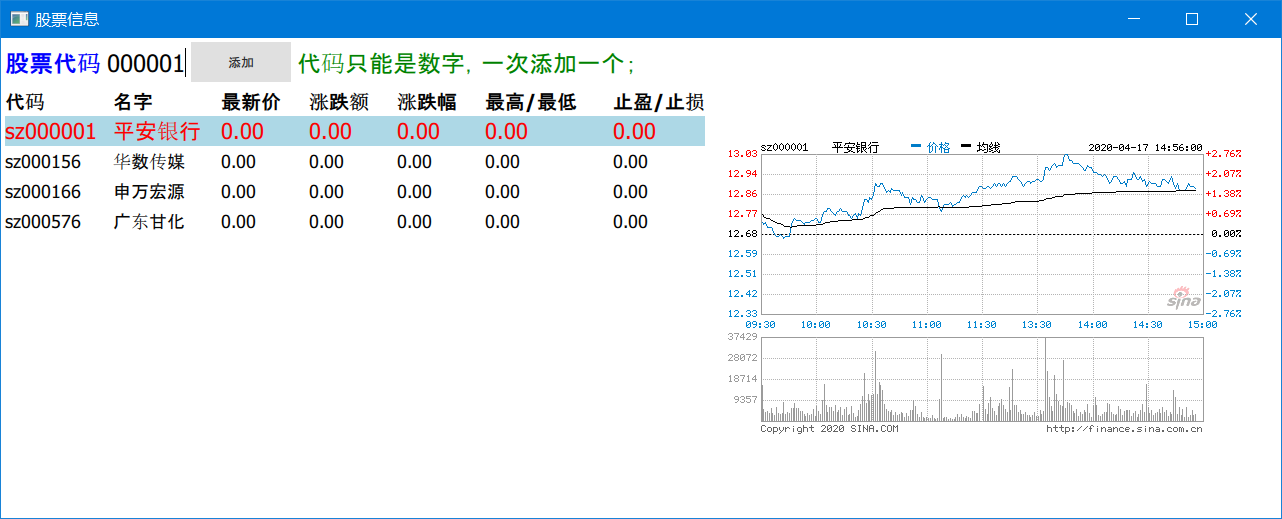 股票信息
股票代码 000001 添加 代码只能是数字, 一次添加一个;
代码 名字 最新价 涨跌额 涨跌幅 最高/最低 止盈/止损
sz000001 平安银行 0.00 0.00 0.00 0.00 0.00
sz000156 华数传媒 0.00 0.00 0.00 0.00 0.00
sz000166 申万宏源 0.00 0.00 0.00 0.00 0.00
sz000576 广东甘化 0.00 0.00 0.00 0.00 0.00
sz000001 平安银行 价格 均线 2020-04-17 14:56:00
13.03 +2.76%
12.94 +2.07%
12.86 +1.38%
12.77 +0.69%
12.68 0.00%
12.59 -0.69%
12.51 -1.38%
12.42 -2.07%
sina
12.33 -2.76%
09:30 10:00 10:30 11:00 11:30 13:30 14:00 14:30 15:00
37429
28072
18714
9357
Copyright 2020 SINA.COM http://finance.sina.com.cn